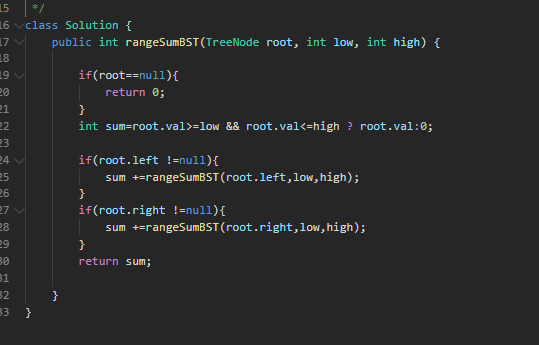 15 */
16 class Solution {
17 public int rangeSumBST(TreeNode root, int low, int high) {
18
19 if(root==null){
20 return 0;
21 }
22 int sum=root.val>=low && root.val<=high ? root.val:0;
23
24 if(root.left !=null){
25 sum +=rangeSumBST(root.left,low,high);
26 }
27 if(root.right !=null){
28 sum +=rangeSumBST(root.right,low,high);
29 }
30 return sum;
31
32 }
33 }